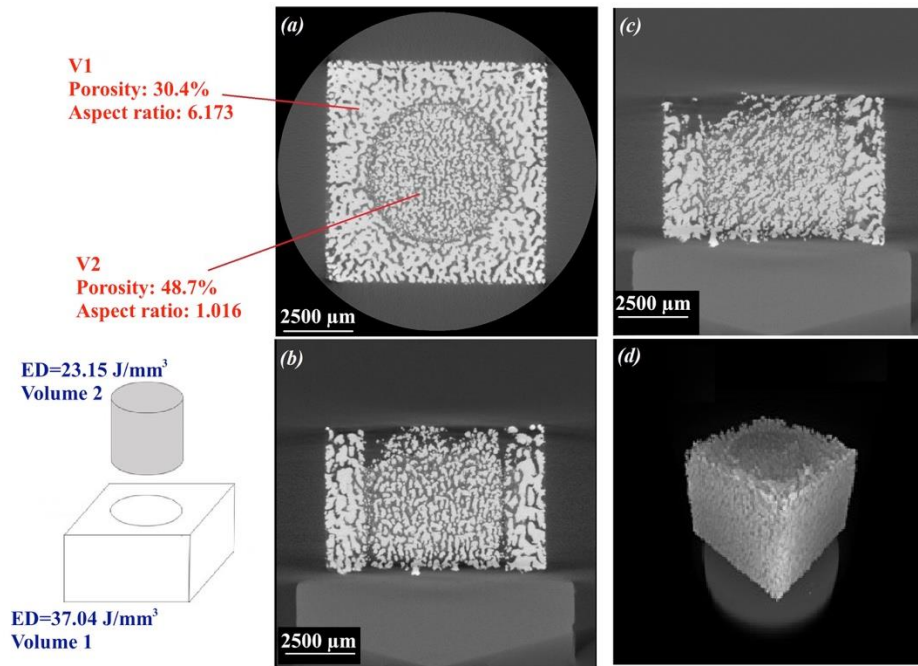 V1
Porosity: 30.4%
Aspect ratio: 6.173
V2
Porosity: 48.7%
Aspect ratio: 1.016
ED=23.15 J/mm³
Volume 2
ED=37.04 J/mm³
Volume 1
(a)
2500 µm
(b)
2500 µm
(c)
2500 µm
(d)